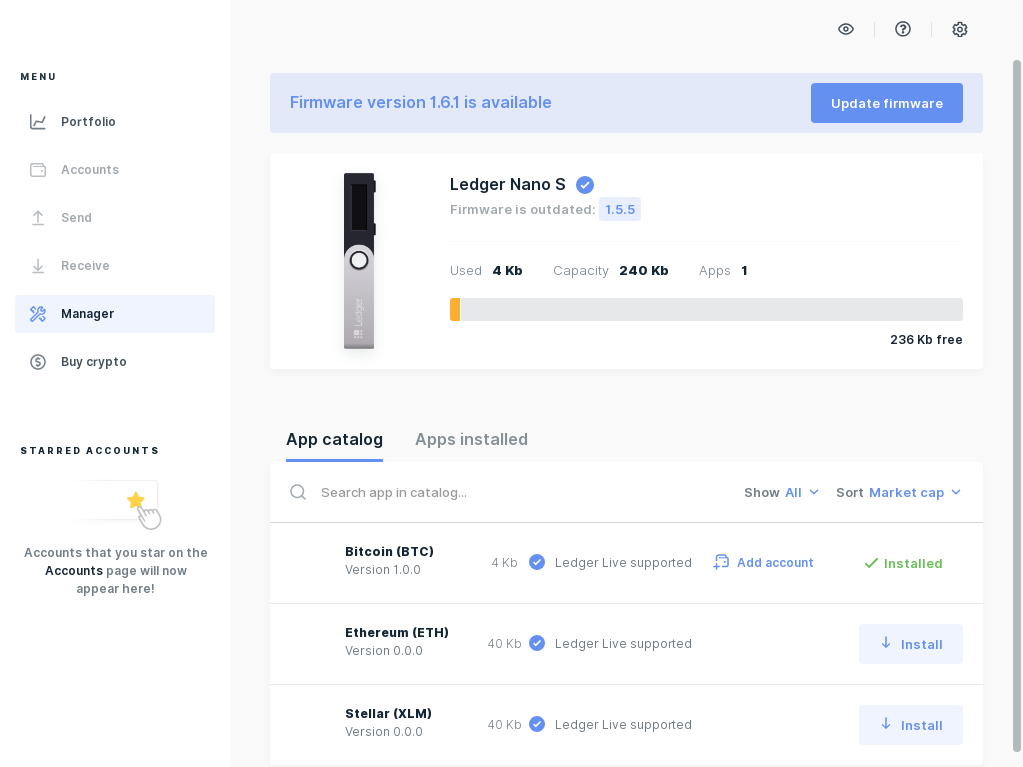 MENU
Portfolio
Accounts
Send
Receive
Manager
Buy crypto
STARRED ACCOUNTS
Accounts that you star on the
Accounts page will now
appear here!
Firmware version 1.6.1 is available
Update firmware
Ledger
Ledger Nano S
Firmware is outdated: 1.5.5
Used 4 Kb Capacity 240 Kb Apps 1
236 Kb free
App catalog Apps installed
Search app in catalog... Show All Sort Market cap
Bitcoin (BTC)
Version 1.0.0
4 Kb Ledger Live supported Add account Installed
Ethereum (ETH)
Version 0.0.0
40 Kb Ledger Live supported Install
Stellar (XLM)
Version 0.0.0
40 Kb Ledger Live supported Install